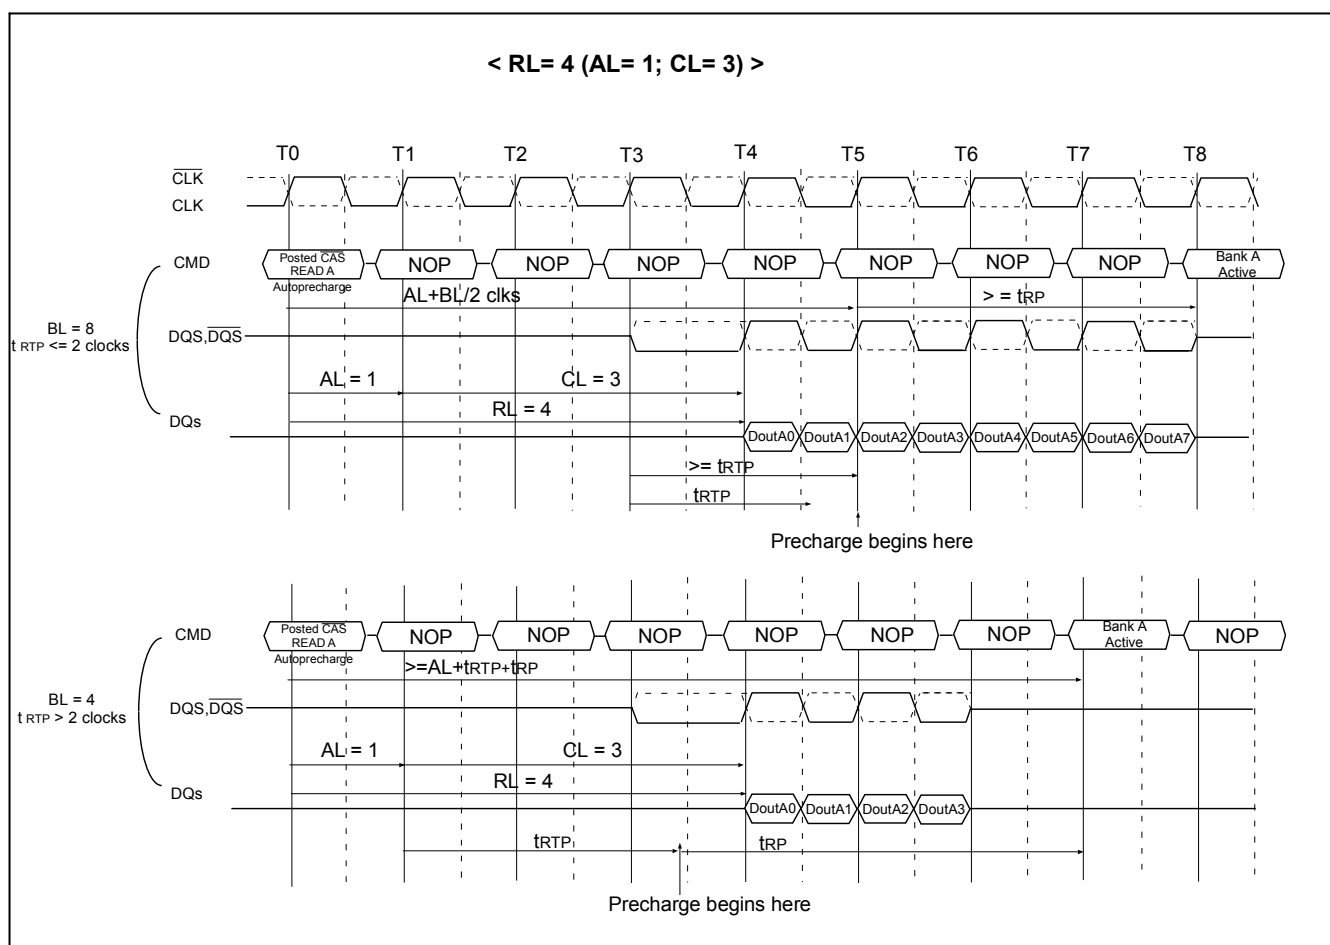 < RL= 4 (AL= 1; CL= 3) >
T0 T1 T2 T3 T4 T5 T6 T7 T8
CLK
CLK
CMD
Posted CAS
READ A
Autoprecharge
NOP NOP NOP NOP NOP NOP NOP
Bank A
Active
AL+BL/2 clks
> = tRP
BL = 8
t RTP <= 2 clocks
DQS,DQS
AL = 1
CL = 3
RL = 4
DQs
DoutA0 DoutA1 DoutA2 DoutA3 DoutA4 DoutA5 DoutA6 DoutA7
>= tRTP
tRTP
Precharge begins here
CMD
Posted CAS
READ A
Autoprecharge
NOP NOP NOP NOP NOP NOP
Bank A
Active
NOP
>=AL+tRTP+tRP
BL = 4
t RTP > 2 clocks
DQS,DQS
AL = 1
CL = 3
RL = 4
DQs
DoutA0 DoutA1 DoutA2 DoutA3
tRTP
tRP
Precharge begins here